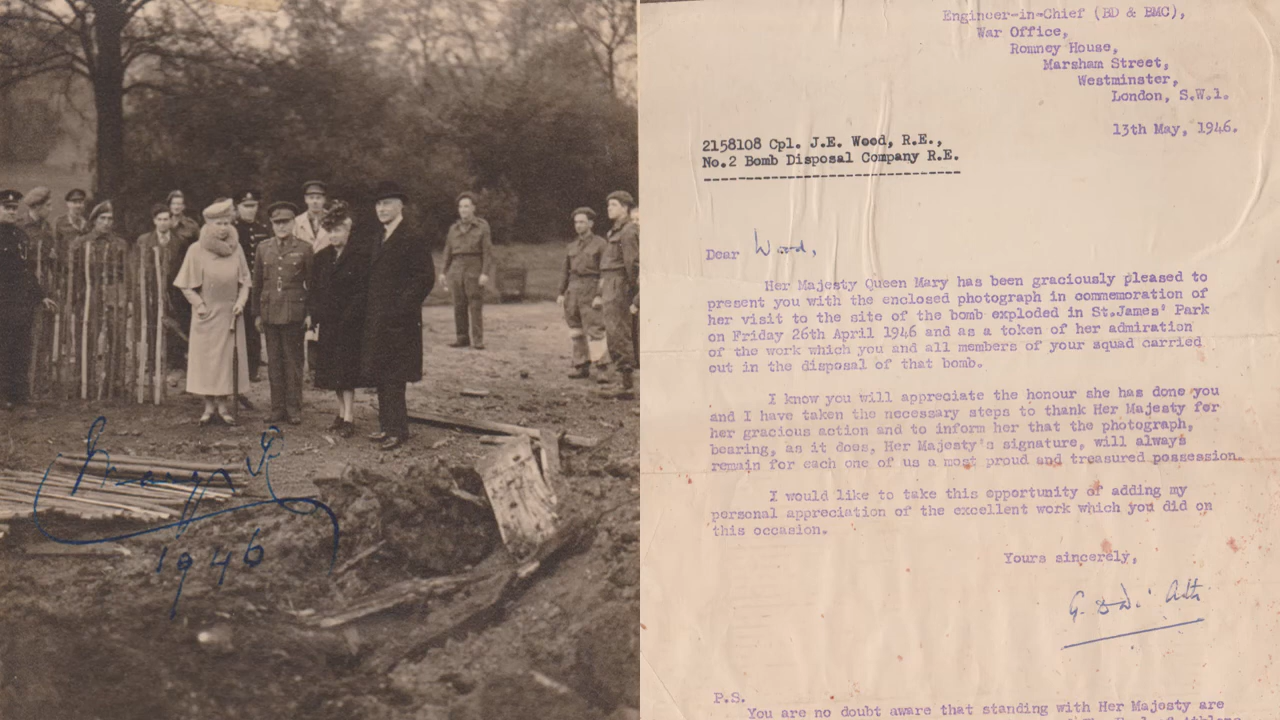 Mary R
1946
Engineer-in-Chief (BD & BMC),
War Office,
Romney House,
Marsham Street,
Westminster,
London, S.W.1.
13th May, 1946.
2158108 Cpl. J.E. Wood, R.E.,
No.2 Bomb Disposal Company R.E.
Dear Wood,
Her Majesty Queen Mary has been graciously pleased to
present you with the enclosed photograph in commemoration of
her visit to the site of the bomb exploded in St.James' Park
on Friday 26th April 1946 and as a token of her admiration
of the work which you and all members of your squad carried
out in the disposal of that bomb.
I know you will appreciate the honour she has done you
and I have taken the necessary steps to thank Her Majesty for
her gracious action and to inform her that the photograph,
bearing, as it does, Her Majesty's signature, will always
remain for each one of us a most proud and treasured possession.
I would like to take this opportunity of adding my
personal appreciation of the excellent work which you did on
this occasion.
Yours sincerely,
P.S.
You are no doubt aware that standing with Her Majesty are